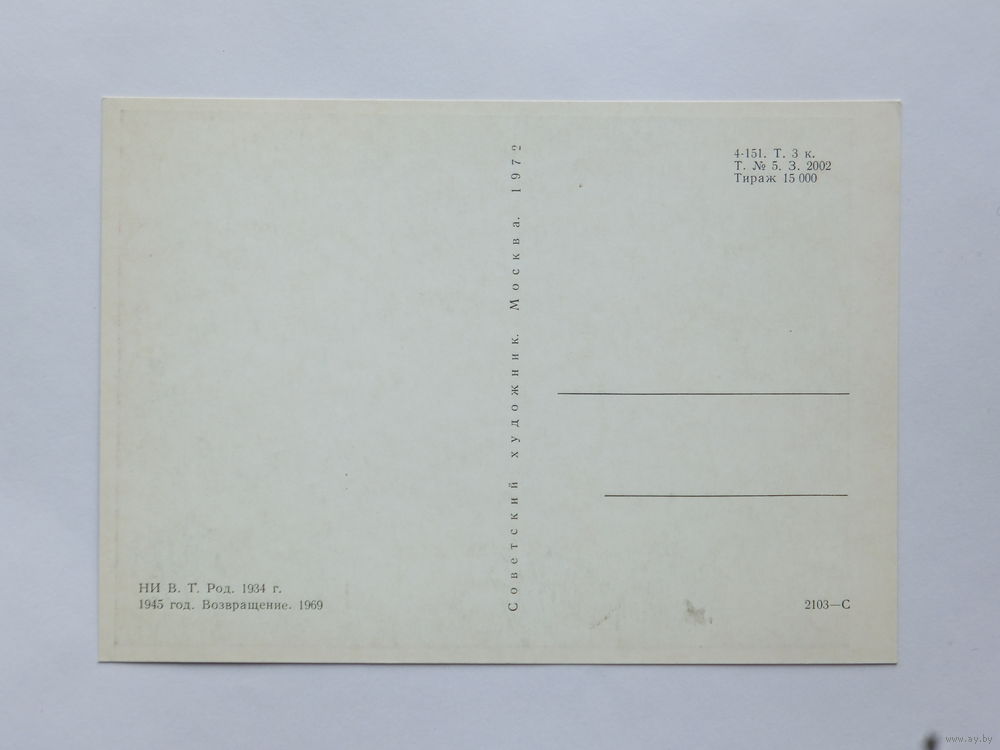 4-151. Т. 3 к.
Т. № 5. З. 2002
Тираж 15 000
Советский художник. Москва. 1972
НИ В. Т. Род. 1934 г.
1945 год. Возвращение. 1969
2103—С
www.ay.by